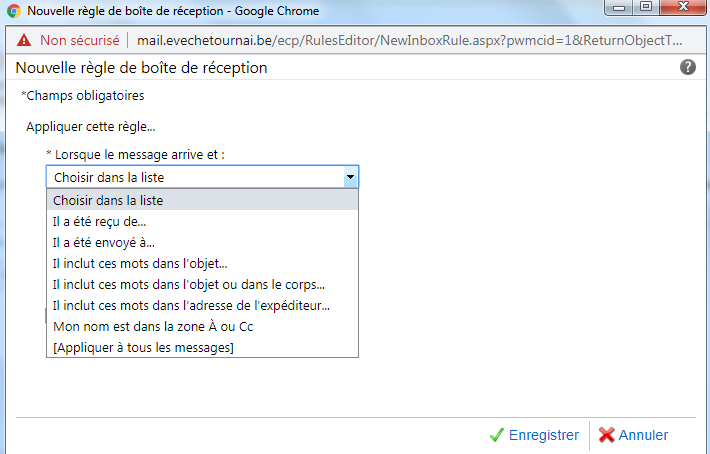 Nouvelle règle de boîte de réception - Google Chrome
Non sécurisé | mail.evechetournai.be/ecp/RulesEditor/NewInboxRule.aspx?pwmcid=1&ReturnObjectT...
Nouvelle règle de boîte de réception
*Champs obligatoires
Appliquer cette règle...
* Lorsque le message arrive et :
Choisir dans la liste
Choisir dans la liste
Il a été reçu de...
Il a été envoyé à...
Il inclut ces mots dans l'objet...
Il inclut ces mots dans l'objet ou dans le corps...
Il inclut ces mots dans l'adresse de l'expéditeur...
Mon nom est dans la zone À ou Cc
[Appliquer à tous les messages]
Enregistrer Annuler